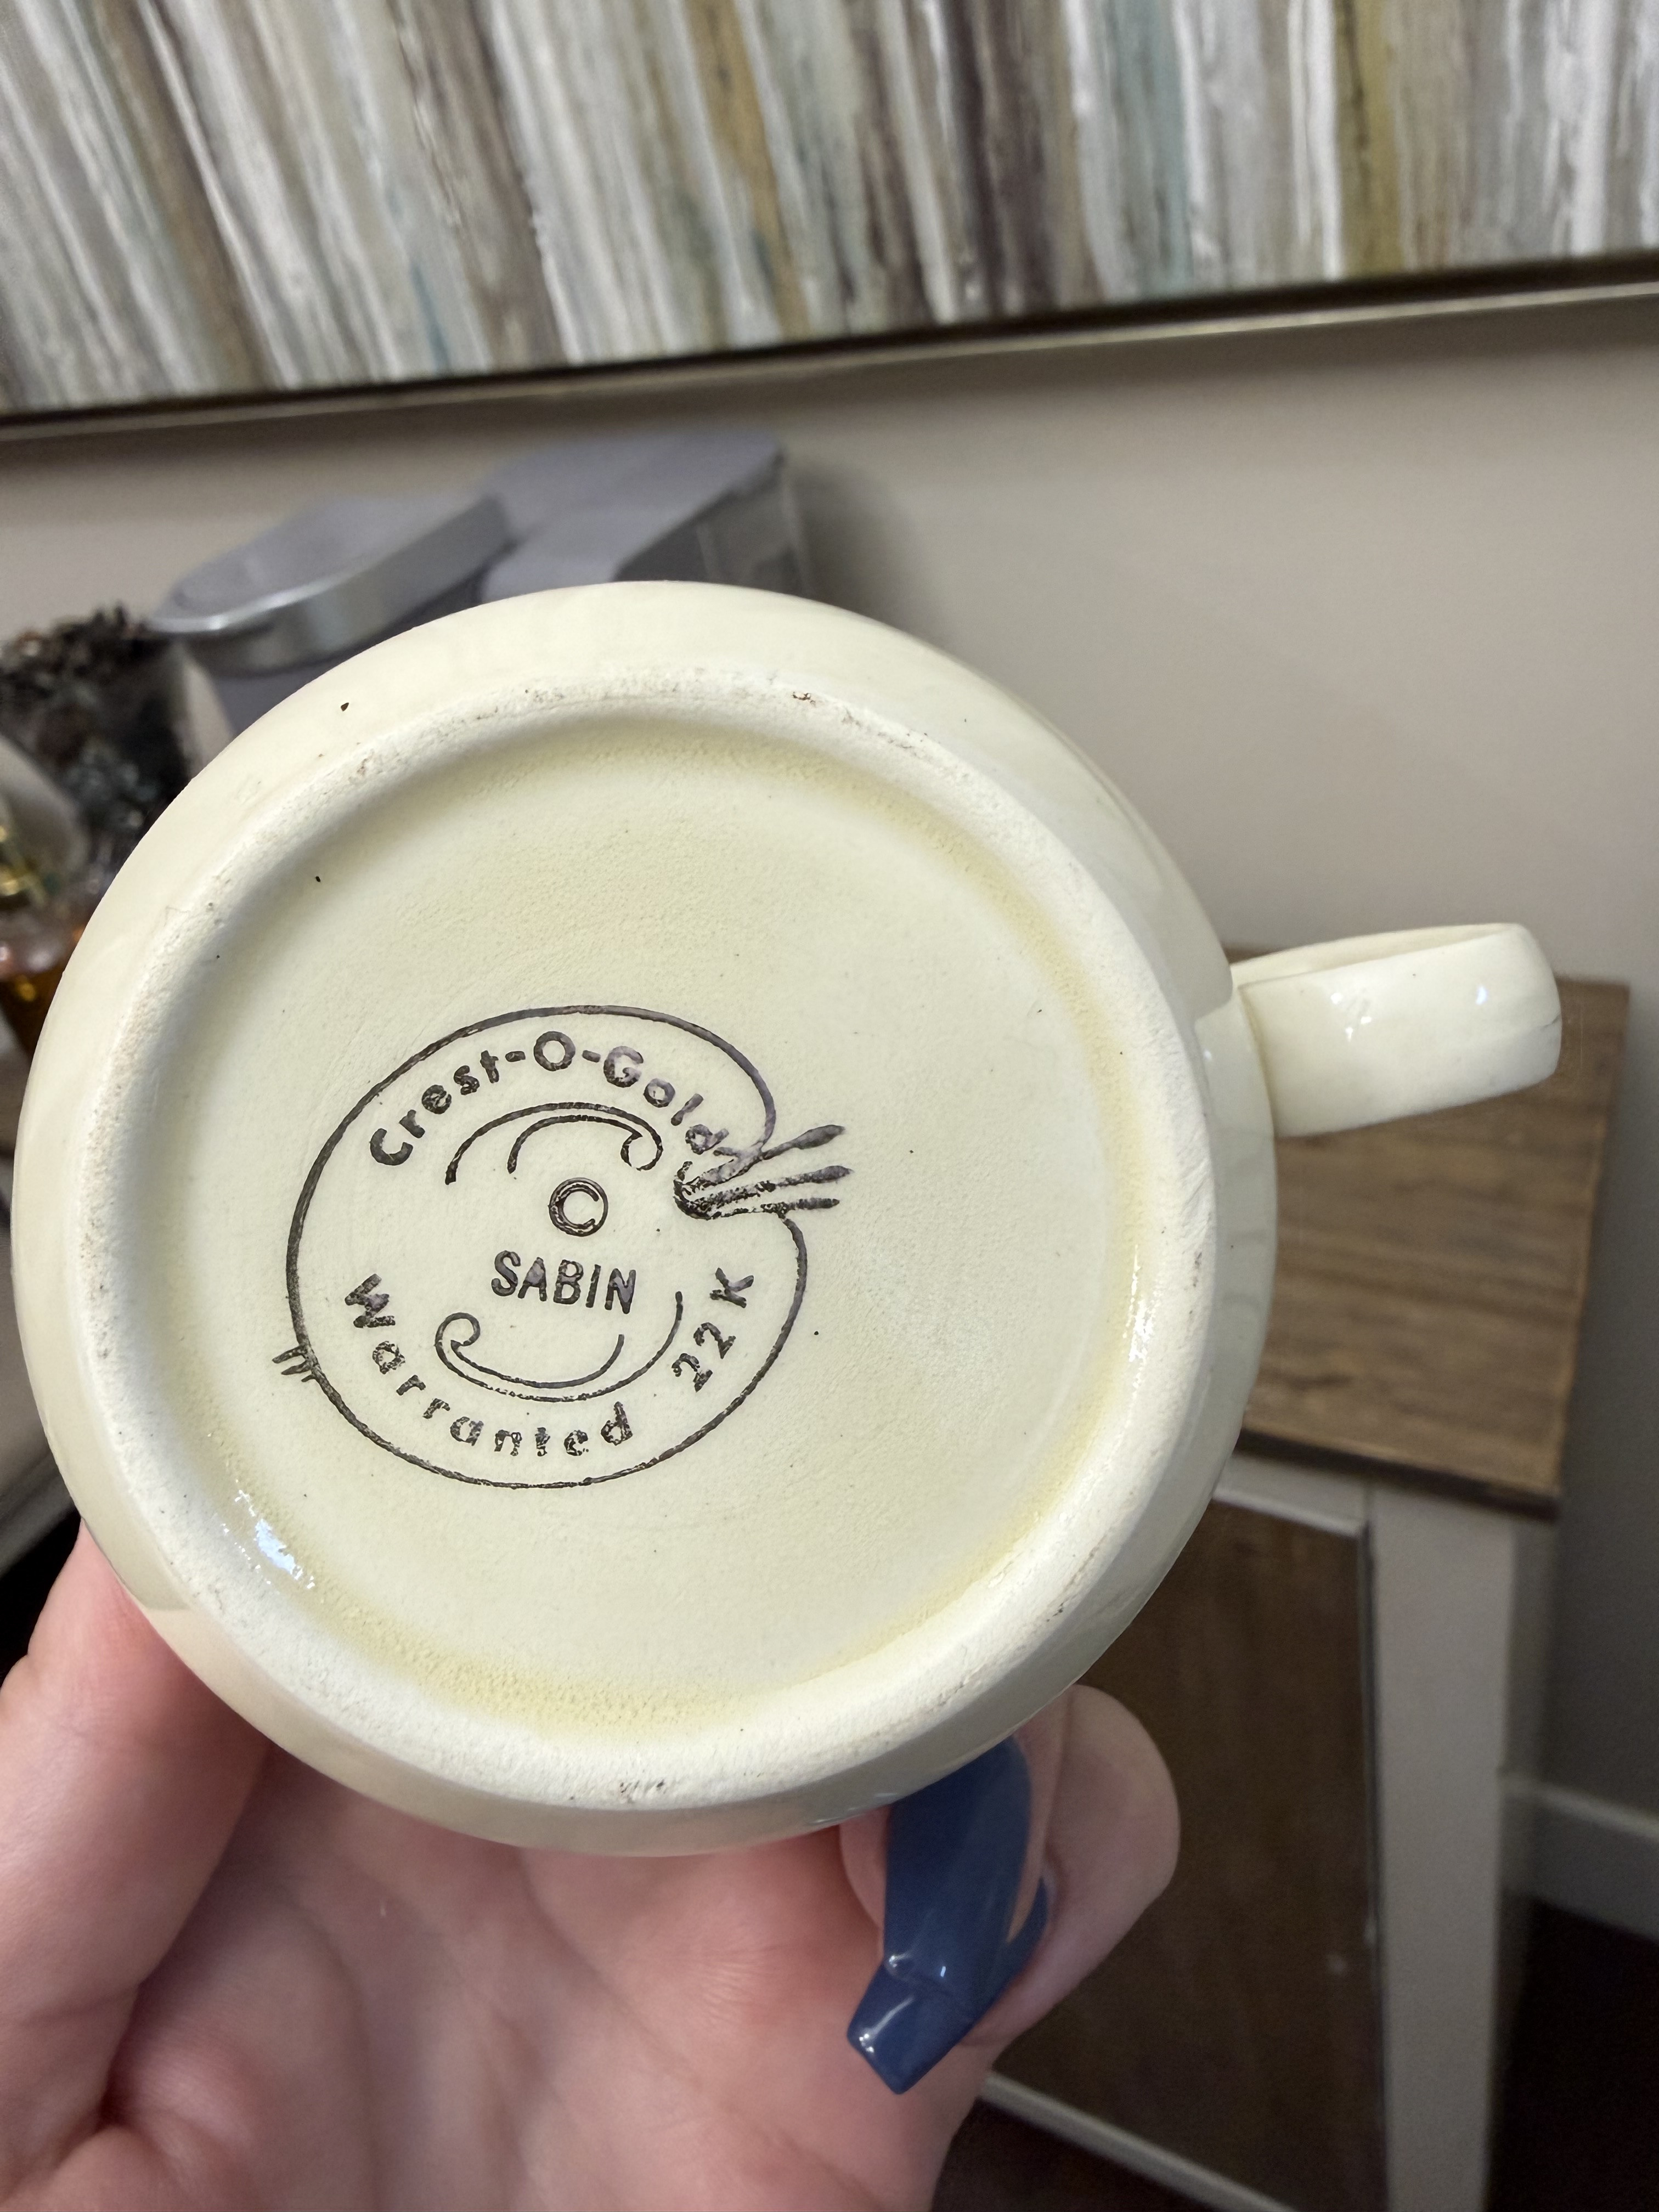 Crest-O-Gold
©
SABIN
Warranted 22K